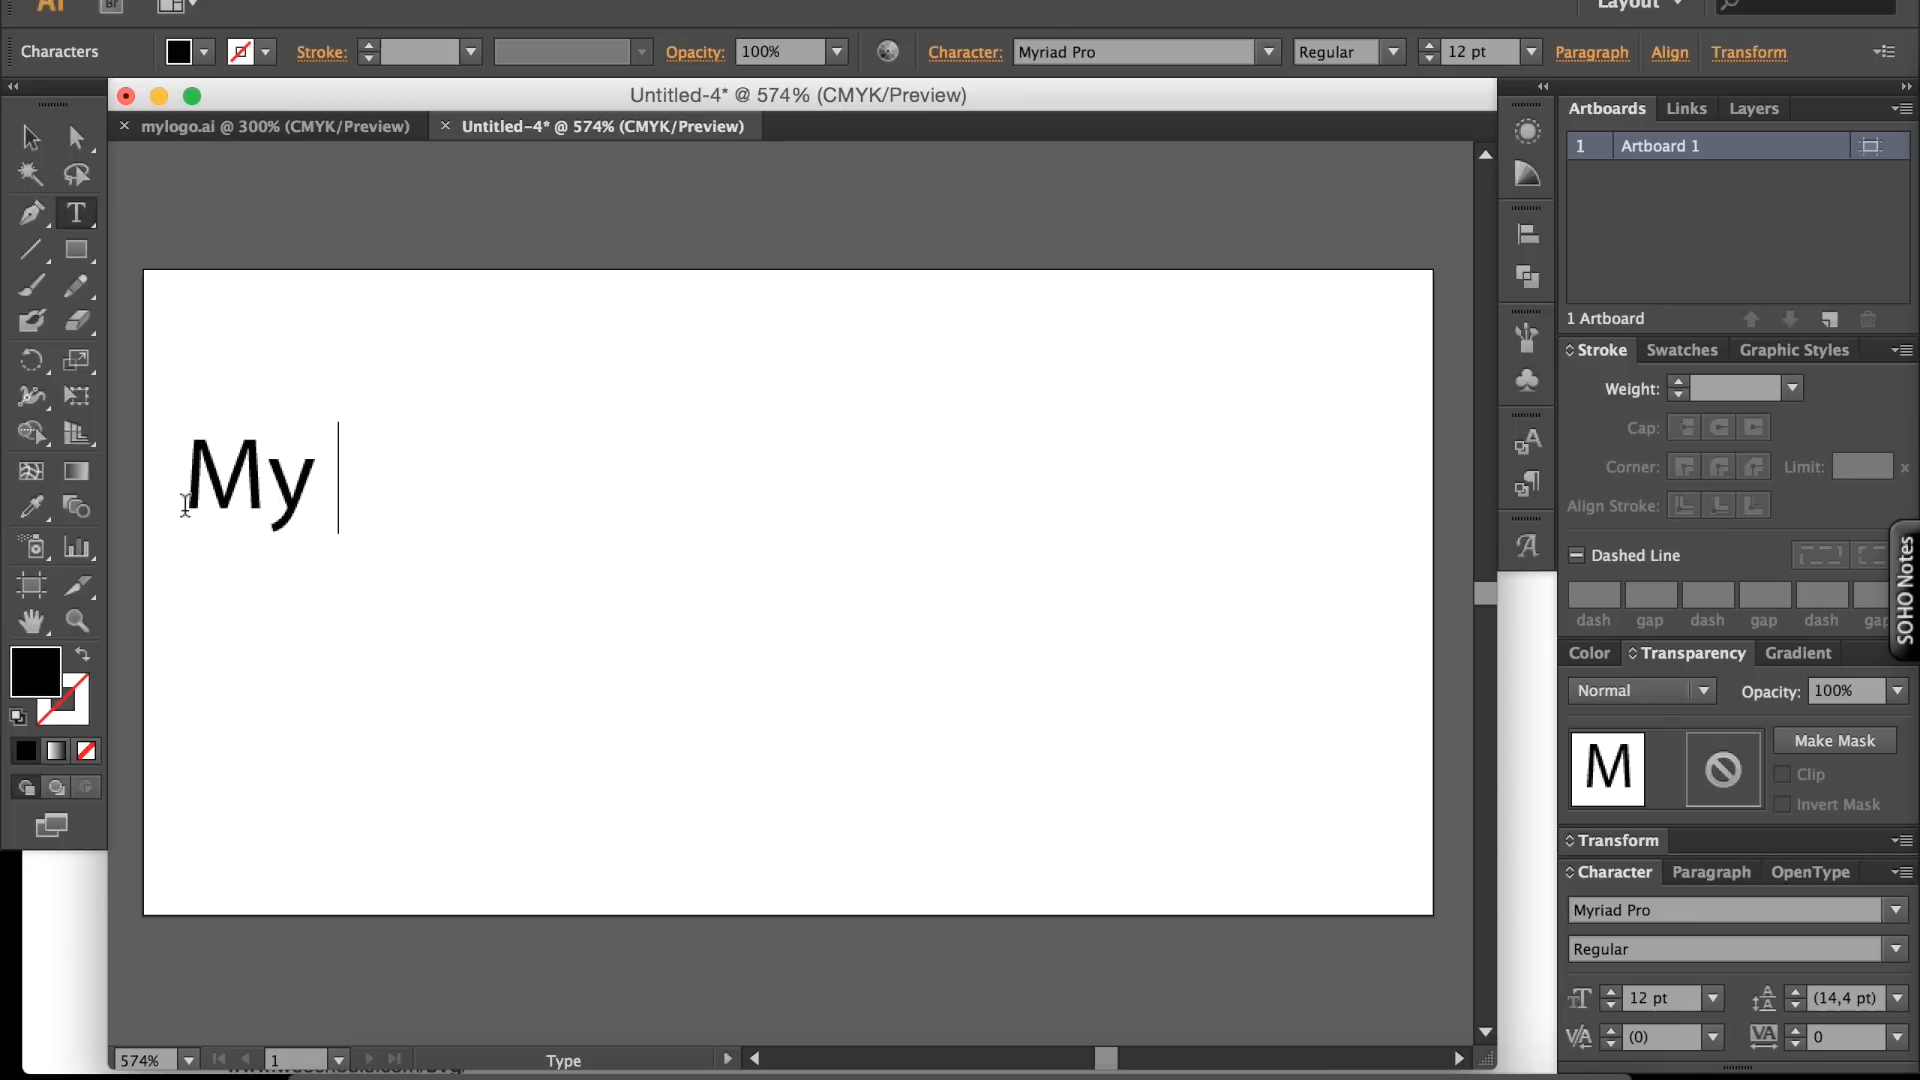 Ai Br Layout
Characters Stroke: Opacity: 100% Character: Myriad Pro Regular 12 pt Paragraph Align Transform
Untitled-4* @ 574% (CMYK/Preview)
mylogo.ai @ 300% (CMYK/Preview) Untitled-4* @ 574% (CMYK/Preview)
Artboards Links Layers
1 Artboard 1
1 Artboard
My
Stroke Swatches Graphic Styles
Weight:
Cap:
Corner: Limit: x
Align Stroke:
Dashed Line
dash gap dash gap dash gap
SOHO Notes
Color Transparency Gradient
Normal Opacity: 100%
M Make Mask
Clip
Invert Mask
Transform
Character Paragraph OpenType
Myriad Pro
Regular
12 pt (14,4 pt)
(0) 0
574% 1 Type